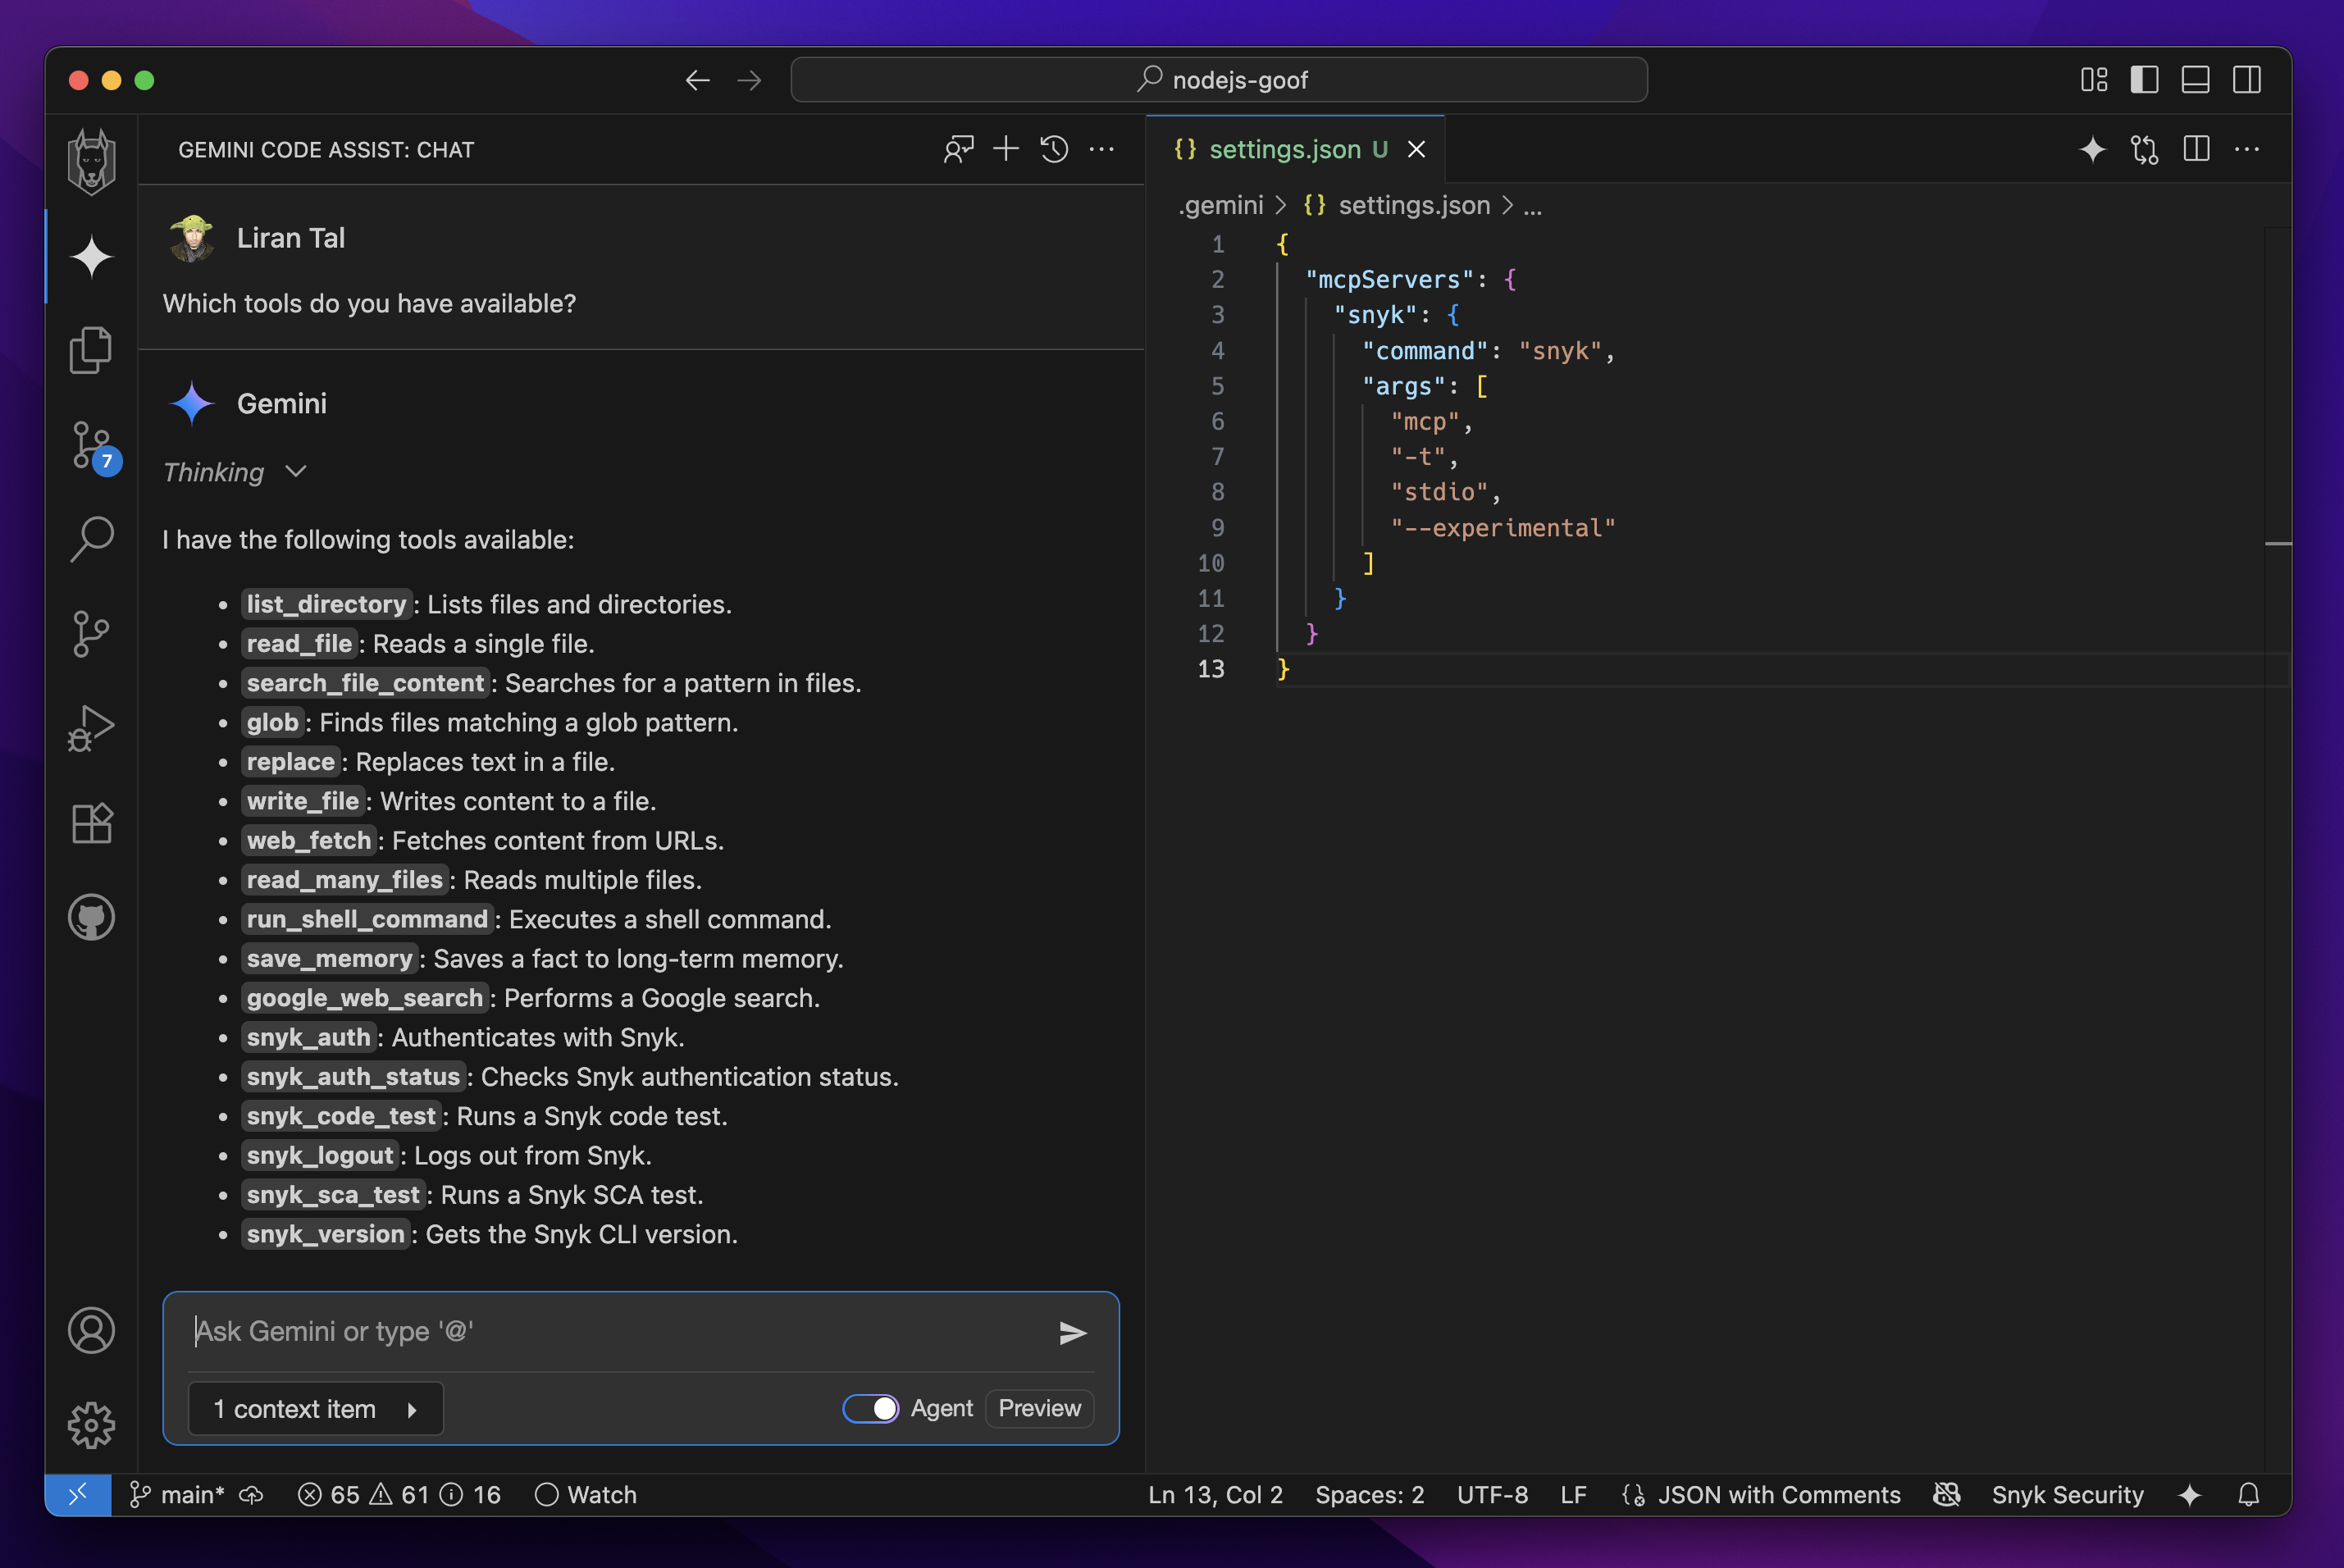 nodejs-goof
GEMINI CODE ASSIST: CHAT
Liran Tal
Which tools do you have available?
Gemini
Thinking
I have the following tools available:
• list_directory: Lists files and directories.
• read_file: Reads a single file.
• search_file_content: Searches for a pattern in files.
• glob: Finds files matching a glob pattern.
• replace: Replaces text in a file.
• write_file: Writes content to a file.
• web_fetch: Fetches content from URLs.
• read_many_files: Reads multiple files.
• run_shell_command: Executes a shell command.
• save_memory: Saves a fact to long-term memory.
• google_web_search: Performs a Google search.
• snyk_auth: Authenticates with Snyk.
• snyk_auth_status: Checks Snyk authentication status.
• snyk_code_test: Runs a Snyk code test.
• snyk_logout: Logs out from Snyk.
• snyk_sca_test: Runs a Snyk SCA test.
• snyk_version: Gets the Snyk CLI version.
Ask Gemini or type '@'
1 context item
Agent Preview
7
{} settings.json U
.gemini > {} settings.json > ...
1 {
2 "mcpServers": {
3 "snyk": {
4 "command": "snyk",
5 "args": [
6 "mcp",
7 "-t",
8 "stdio",
9 "--experimental"
10 ]
11 }
12 }
13 }
main* 65 61 16 Watch
Ln 13, Col 2 Spaces: 2 UTF-8 LF JSON with Comments Snyk Security